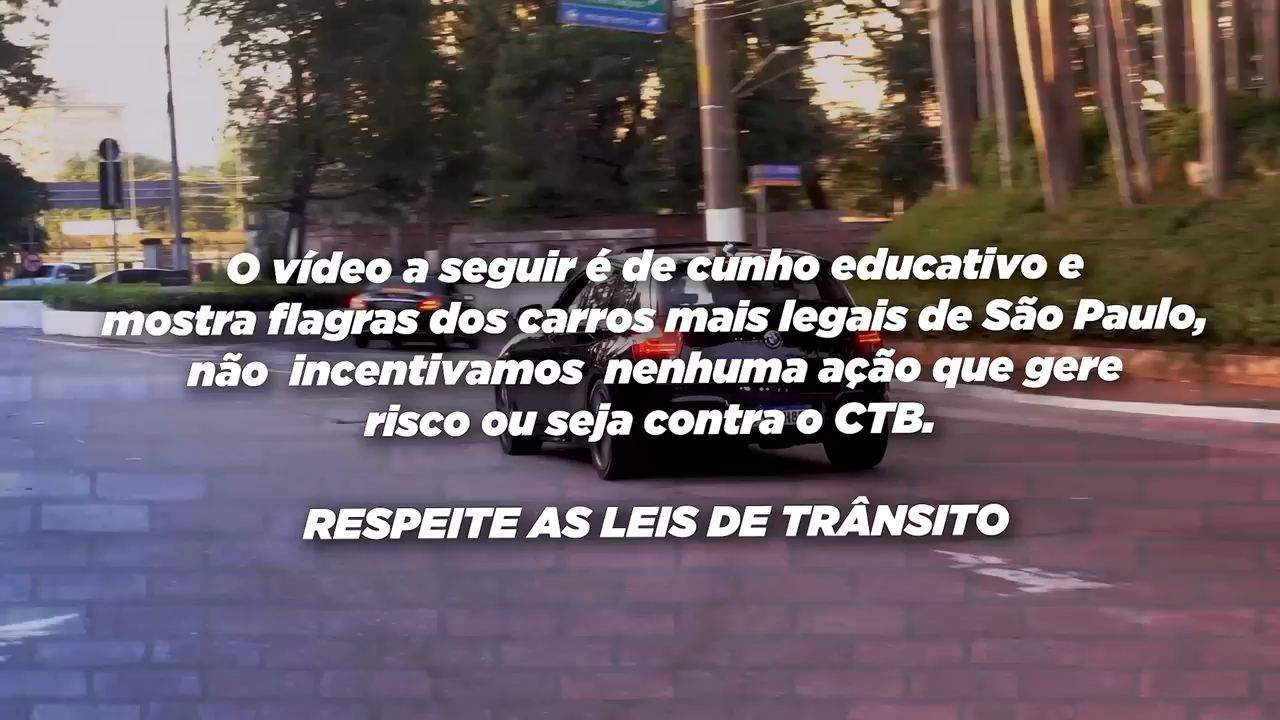 O vídeo a seguir é de cunho educativo e
mostra flagras dos carros mais legais de São Paulo,
não incentivamos nenhuma ação que gere
risco ou seja contra o CTB.
RESPEITE AS LEIS DE TRÂNSITO